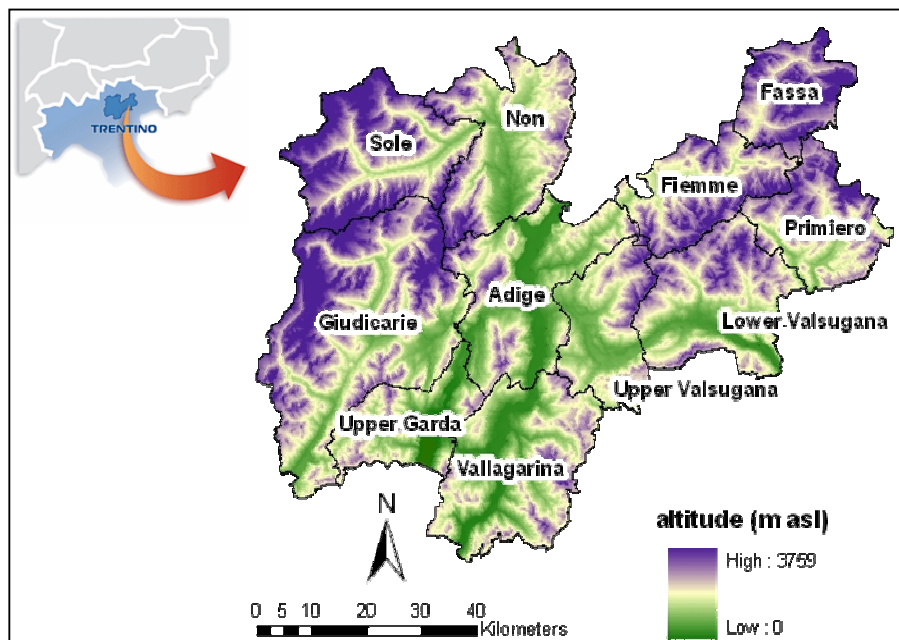 TRENTINO
Fassa
Non
Sole
Fiemme
Primiero
Adige
Giudicarie
Lower Valsugana
Upper Valsugana
Upper Garda
Vallagarina
N
altitude (m asl)
High : 3759
Low : 0
0 5 10 20 30 40
Kilometers